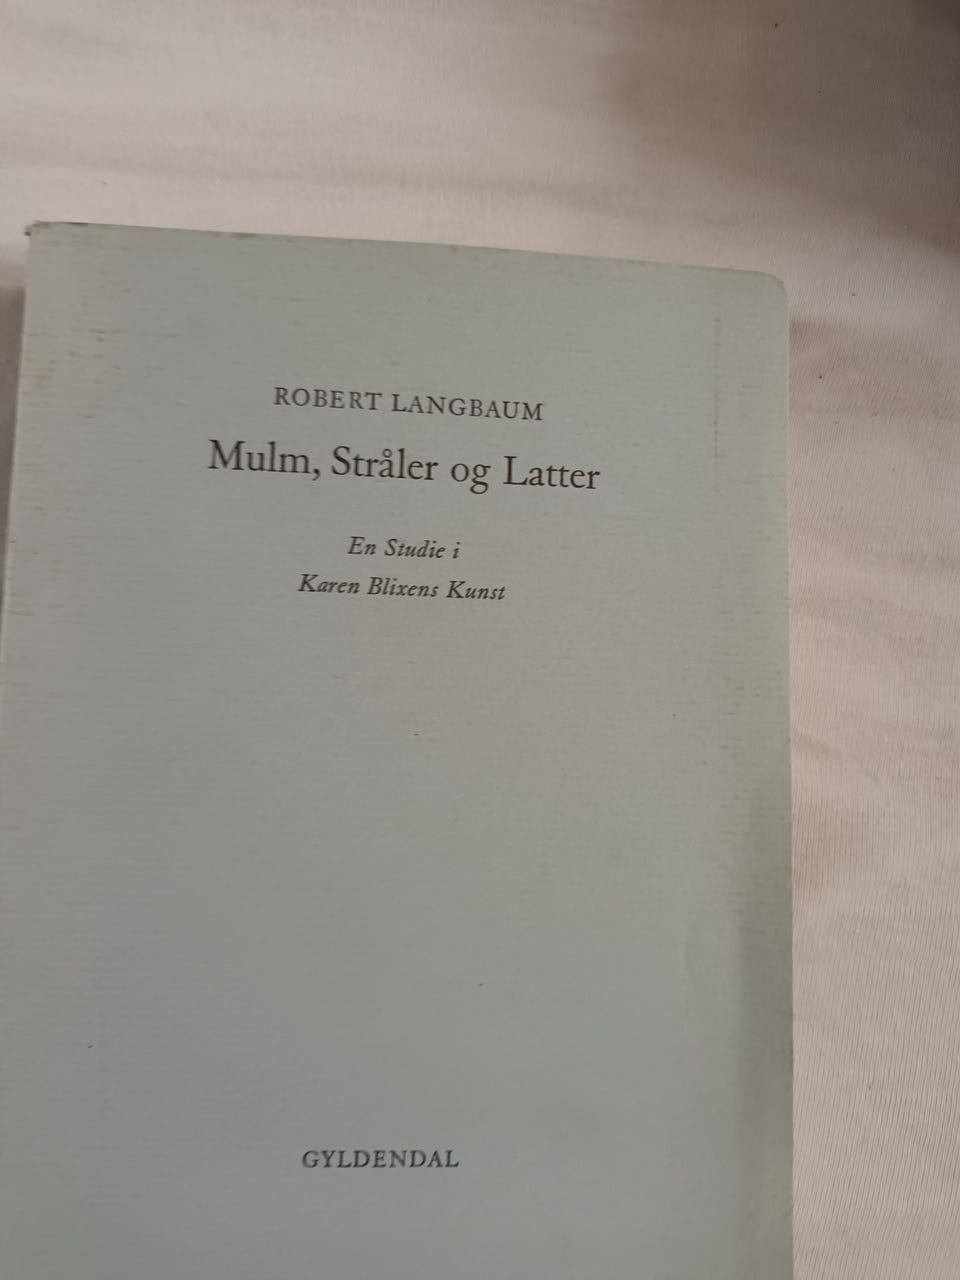 ROBERT LANGBAUM
Mulm, Stråler og Latter
En Studie i
Karen Blixens Kunst
GYLDENDAL